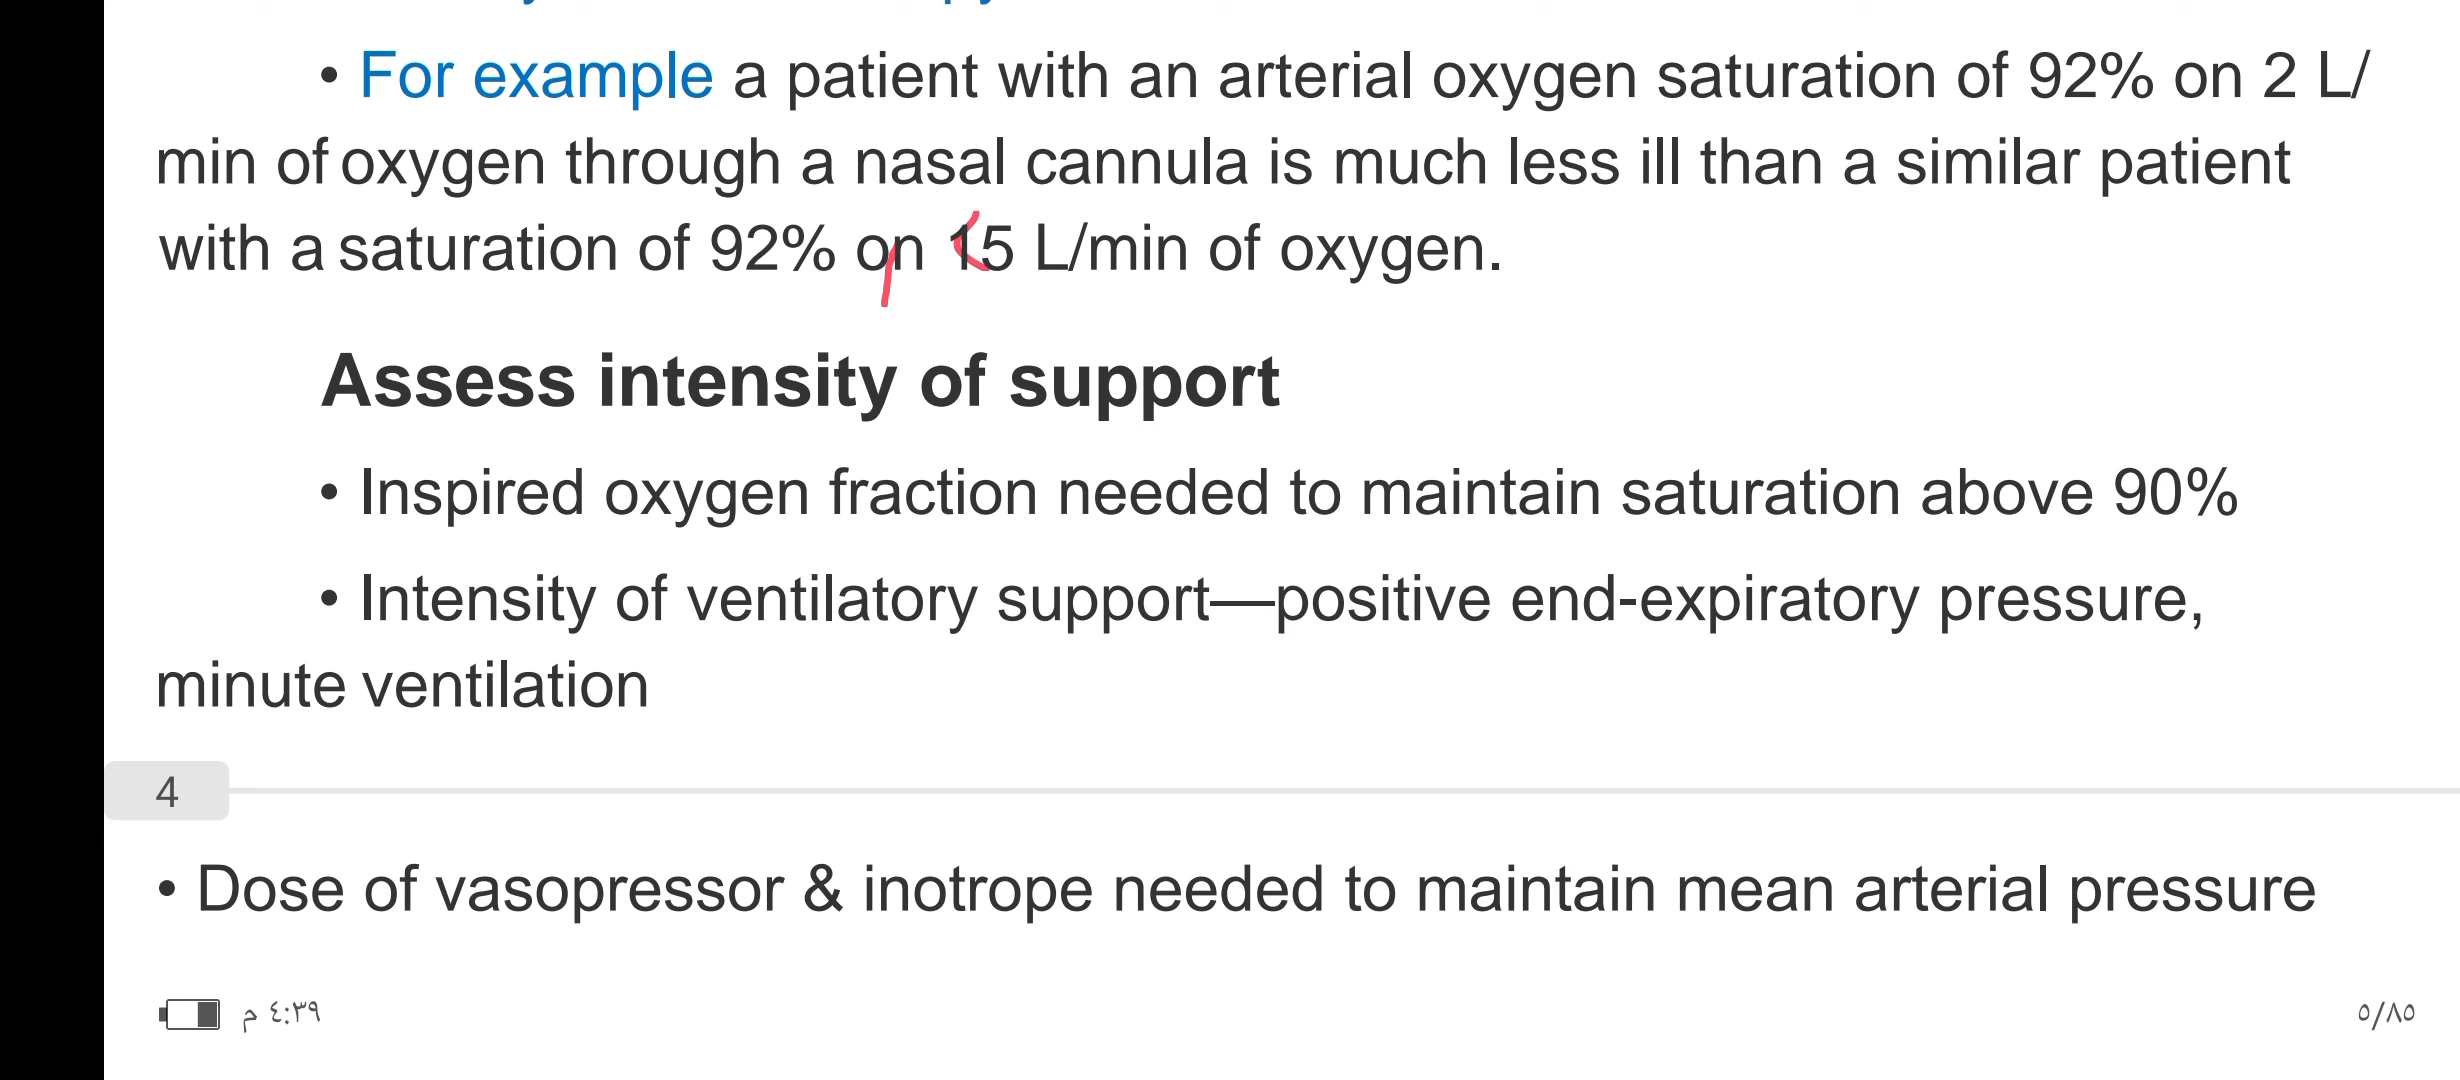 • For example a patient with an arterial oxygen saturation of 92% on 2 L/
min of oxygen through a nasal cannula is much less ill than a similar patient
with a saturation of 92% on 15 L/min of oxygen.
Assess intensity of support
• Inspired oxygen fraction needed to maintain saturation above 90%
• Intensity of ventilatory support—positive end-expiratory pressure,
minute ventilation
4
• Dose of vasopressor & inotrope needed to maintain mean arterial pressure
٤:٣٩ م
٥/٨٥